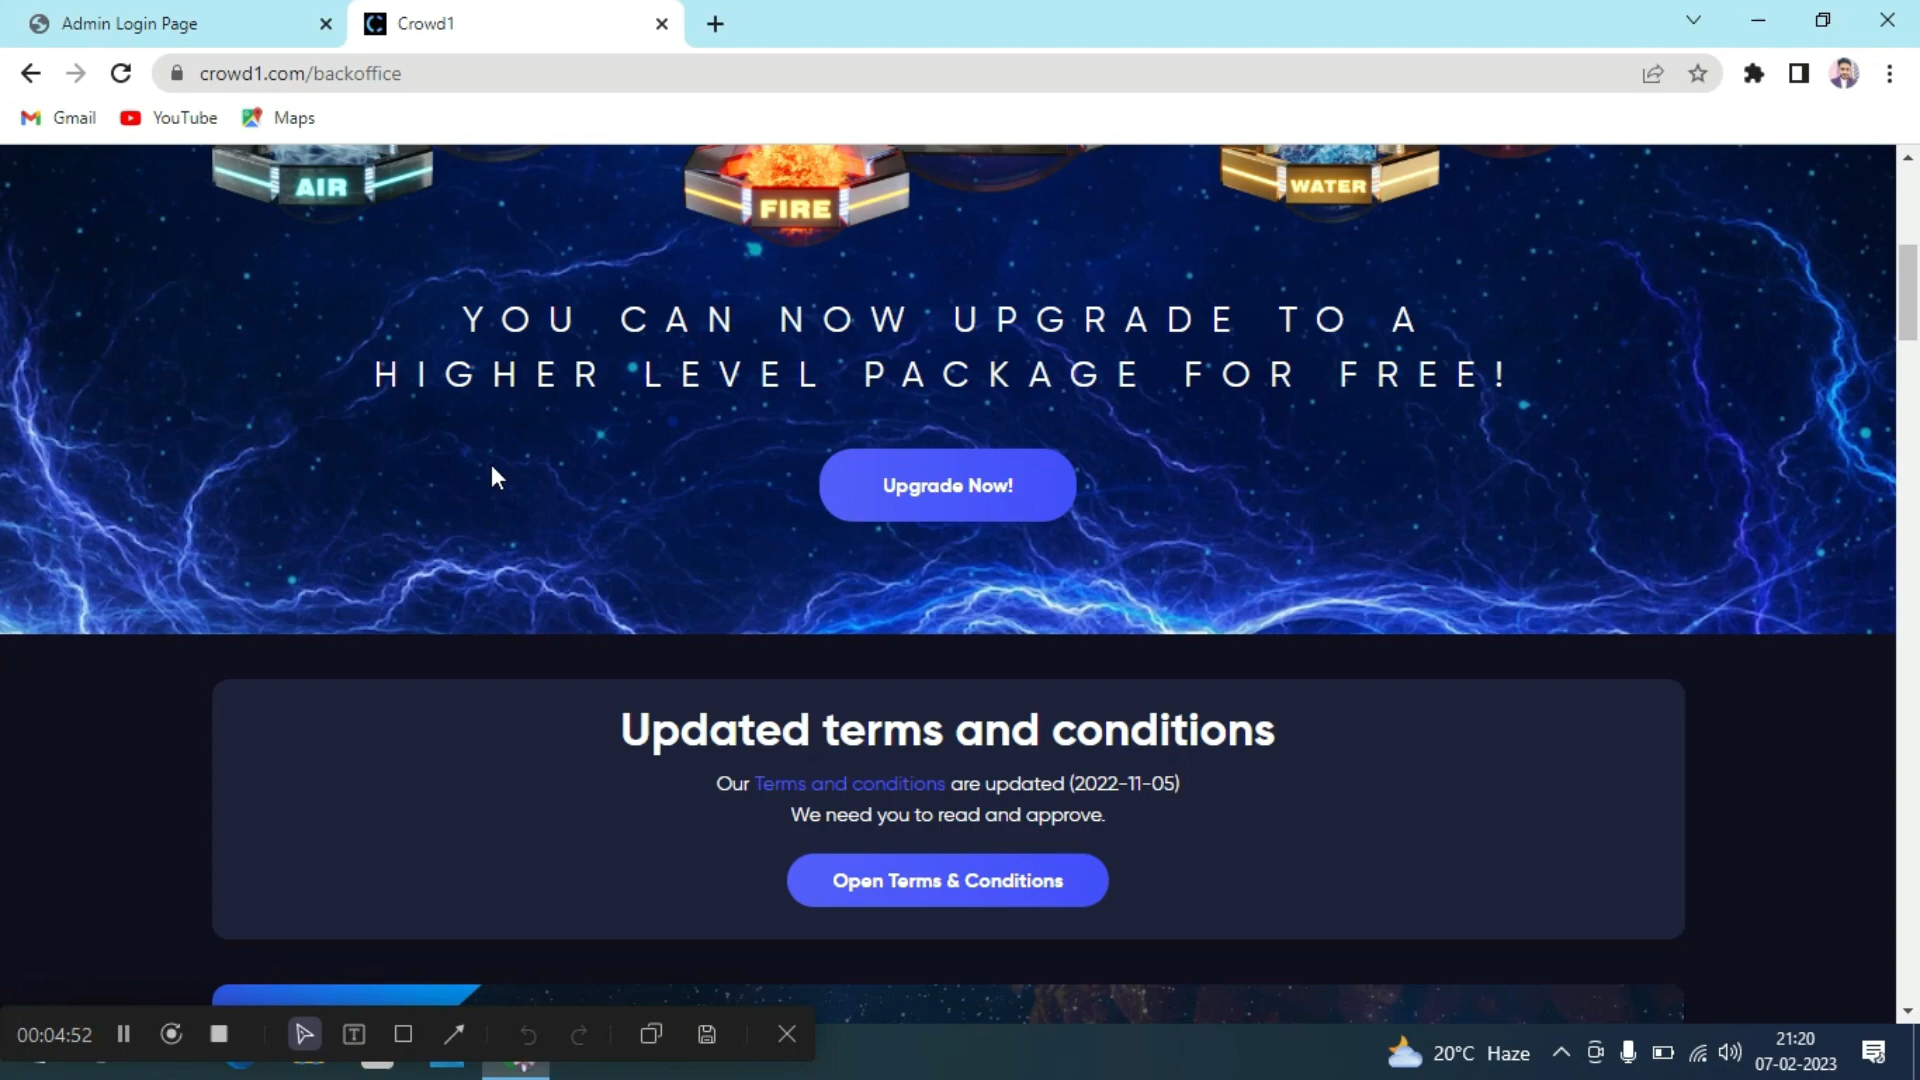 Admin Login Page
Crowd1
crowd1.com/backoffice
Gmail
YouTube
Maps
AIR
FIRE
WATER
YOU CAN NOW UPGRADE TO A
HIGHER LEVEL PACKAGE FOR FREE!
Upgrade Now!
Updated terms and conditions
Our Terms and conditions are updated (2022-11-05)
We need you to read and approve.
Open Terms & Conditions
00:04:52
20°C Haze
21:20
07-02-2023